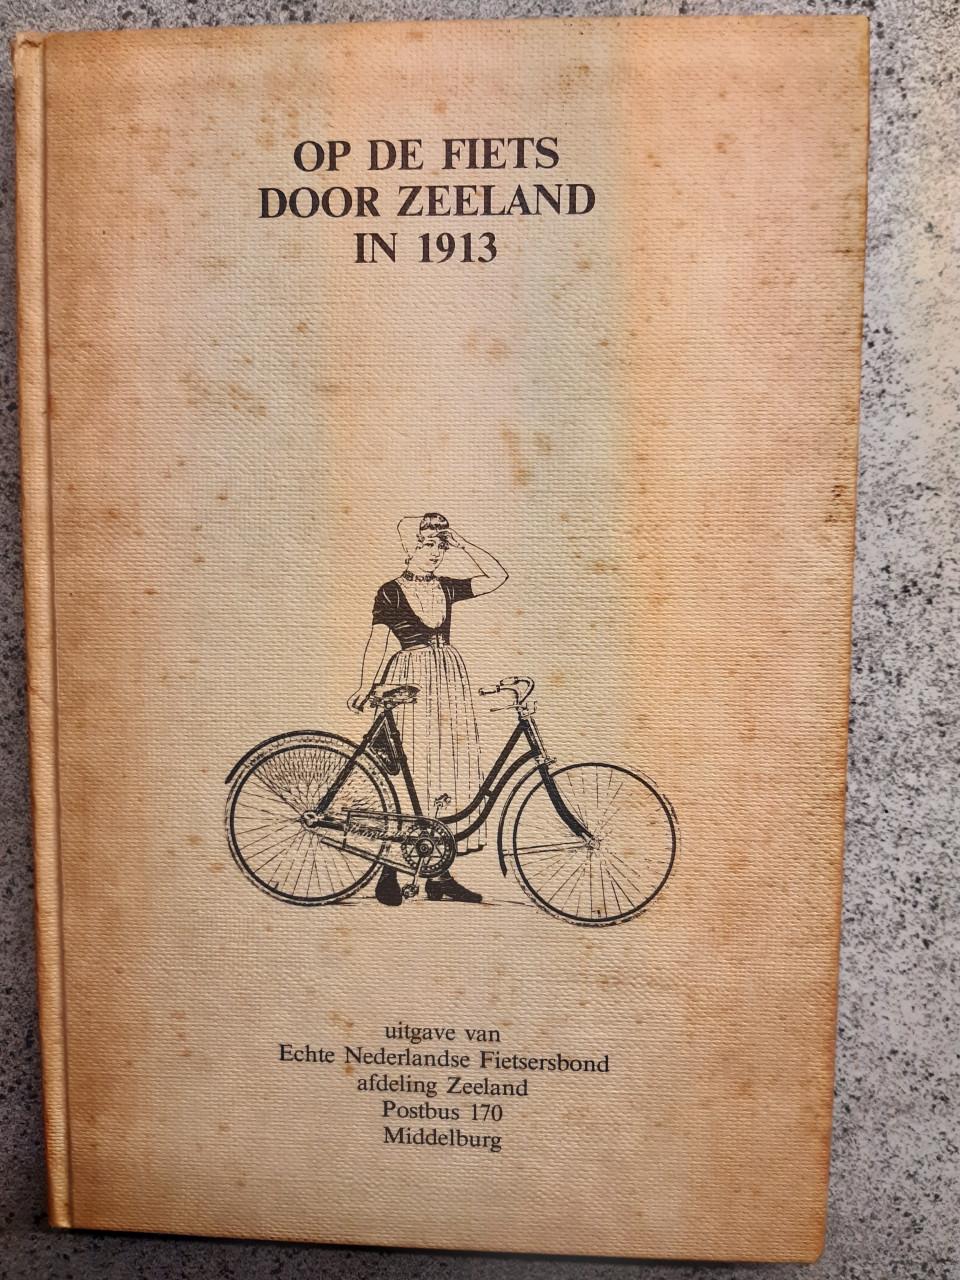 OP DE FIETS
DOOR ZEELAND
IN 1913
uitgave van
Echte Nederlandse Fietsersbond
afdeling Zeeland
Postbus 170
Middelburg